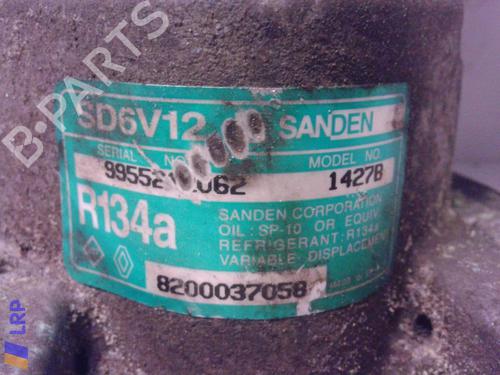 B-PARTS
SD6V12 SANDEN
SERIAL NO. MODEL NO.
1427B
R134a
SANDEN CORPORATION
OIL: SP-10 OR EQUIV.
REFRIGERANT: R134a
VARIABLE DISPLACEMENT
8200037058
LRP